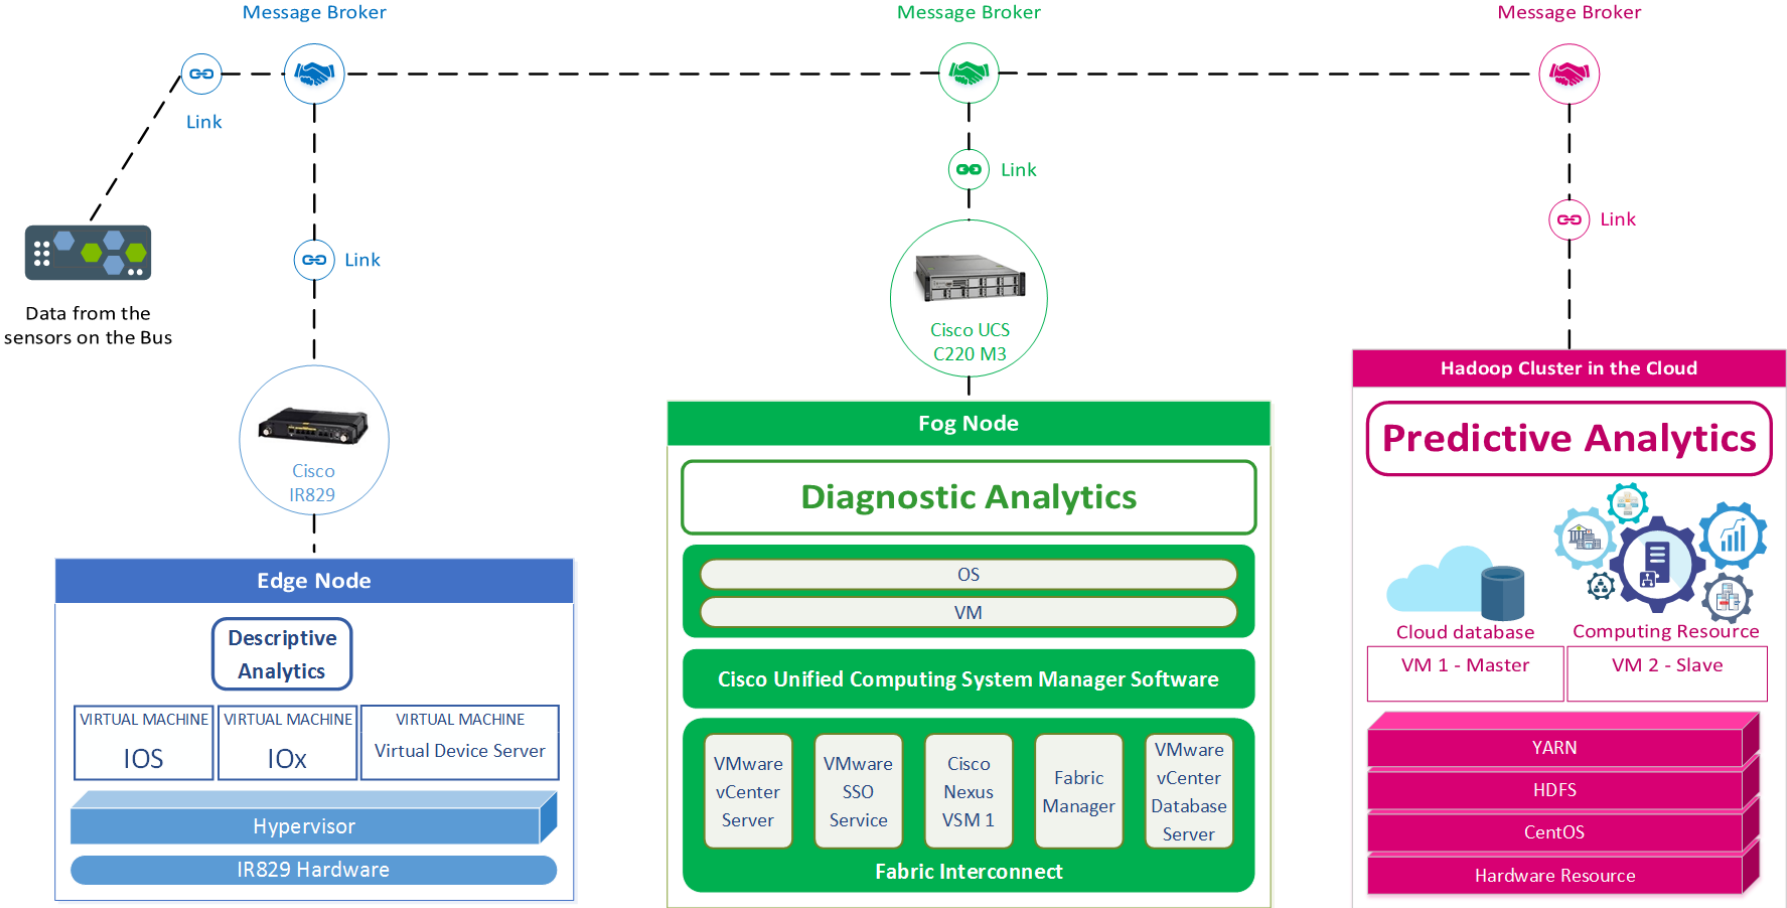 Message Broker
Message Broker
Message Broker
Link
Link
Link
Link
Data from the
sensors on the Bus
Cisco
IR829
Cisco UCS
C220 M3
Edge Node
Descriptive
Analytics
VIRTUAL MACHINE
IOS
VIRTUAL MACHINE
IOx
VIRTUAL MACHINE
Virtual Device Server
Hypervisor
IR829 Hardware
Fog Node
Diagnostic Analytics
OS
VM
Cisco Unified Computing System Manager Software
VMware
vCenter
Server
VMware
SSO
Service
Cisco
Nexus
VSM 1
Fabric
Manager
VMware
vCenter
Database
Server
Fabric Interconnect
Hadoop Cluster in the Cloud
Predictive Analytics
Cloud database
Computing Resource
VM 1 - Master
VM 2 - Slave
YARN
HDFS
CentOS
Hardware Resource